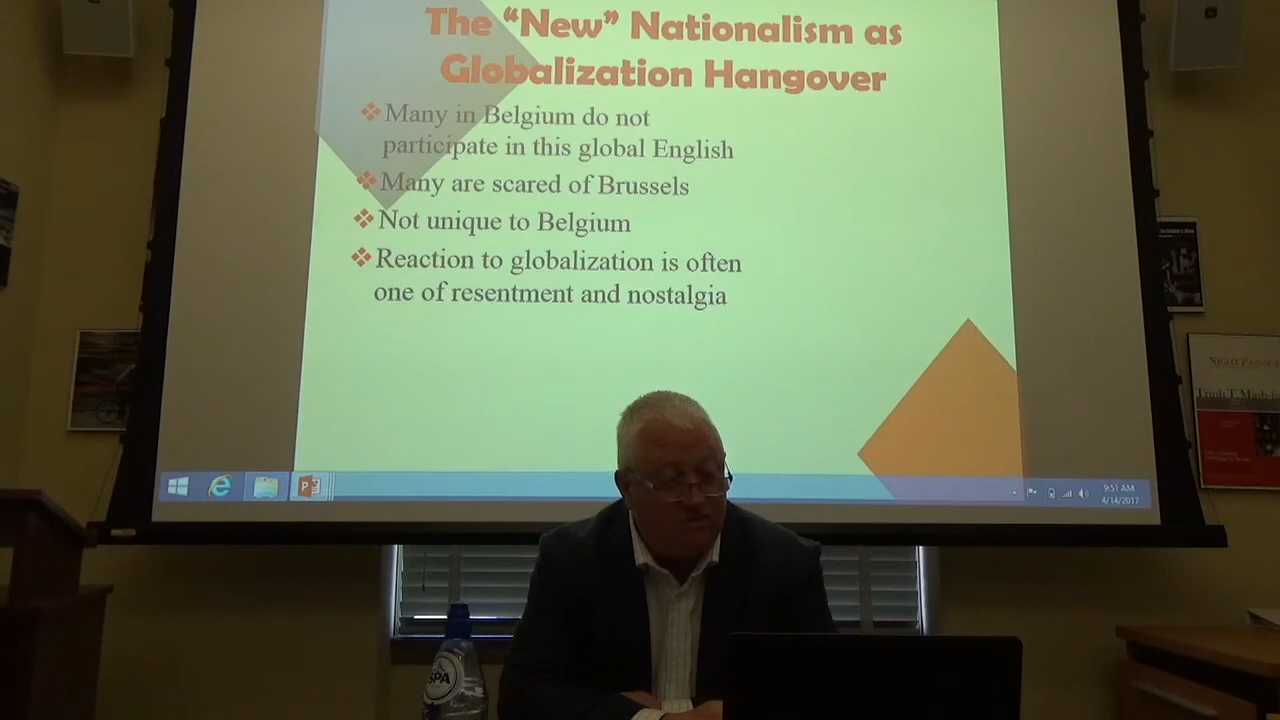 The “New” Nationalism as
Globalization Hangover
Many in Belgium do not
participate in this global English
Many are scared of Brussels
Not unique to Belgium
Reaction to globalization is often
one of resentment and nostalgia
9:51 AM
4/14/2017
SPA